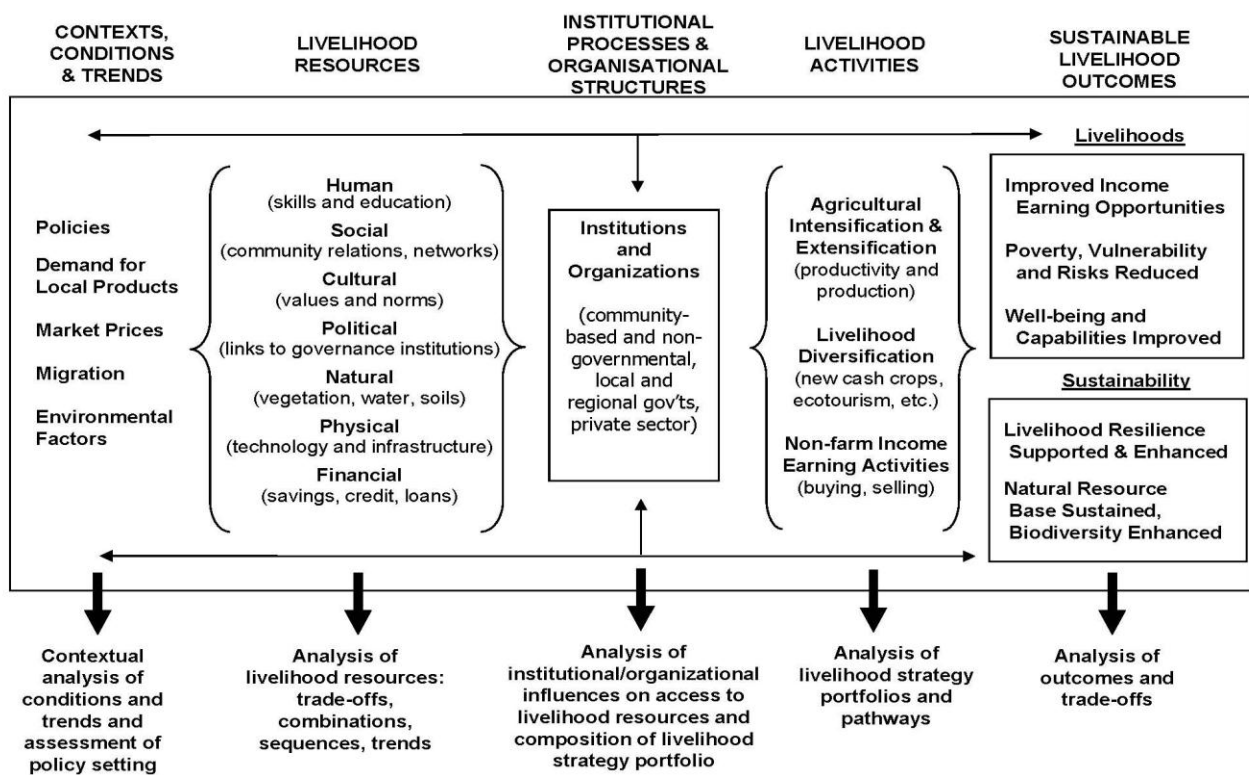 CONTEXTS,
CONDITIONS
& TRENDS
LIVELIHOOD
RESOURCES
INSTITUTIONAL
PROCESSES &
ORGANISATIONAL
STRUCTURES
LIVELIHOOD
ACTIVITIES
SUSTAINABLE
LIVELIHOOD
OUTCOMES
Policies
Demand for
Local Products
Market Prices
Migration
Environmental
Factors
Human
(skills and education)
Social
(community relations, networks)
Cultural
(values and norms)
Political
(links to governance institutions)
Natural
(vegetation, water, soils)
Physical
(technology and infrastructure)
Financial
(savings, credit, loans)
Institutions
and
Organizations
(community-
based and non-
governmental,
local and
regional gov'ts,
private sector)
Agricultural
Intensification &
Extensification
(productivity and
production)
Livelihood
Diversification
(new cash crops,
ecotourism, etc.)
Non-farm Income
Earning Activities
(buying, selling)
Livelihoods
Improved Income
Earning Opportunities
Poverty, Vulnerability
and Risks Reduced
Well-being and
Capabilities Improved
Sustainability
Livelihood Resilience
Supported & Enhanced
Natural Resource
Base Sustained,
Biodiversity Enhanced
Contextual
analysis of
conditions and
trends and
assessment of
policy setting
Analysis of
livelihood resources:
trade-offs,
combinations,
sequences, trends
Analysis of
institutional/organizational
influences on access to
livelihood resources and
composition of livelihood
strategy portfolio
Analysis of
livelihood strategy
portfolios and
pathways
Analysis of
outcomes and
trade-offs